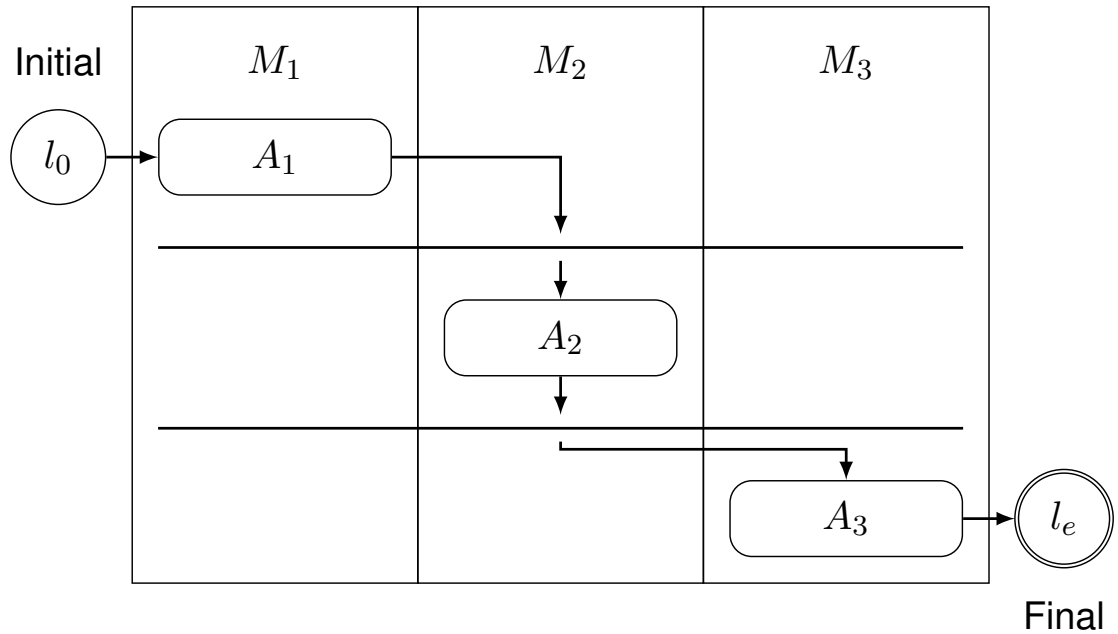 Initial
M₁ M₂ M₃
l₀ A₁
A₂
A₃ lₑ
Final